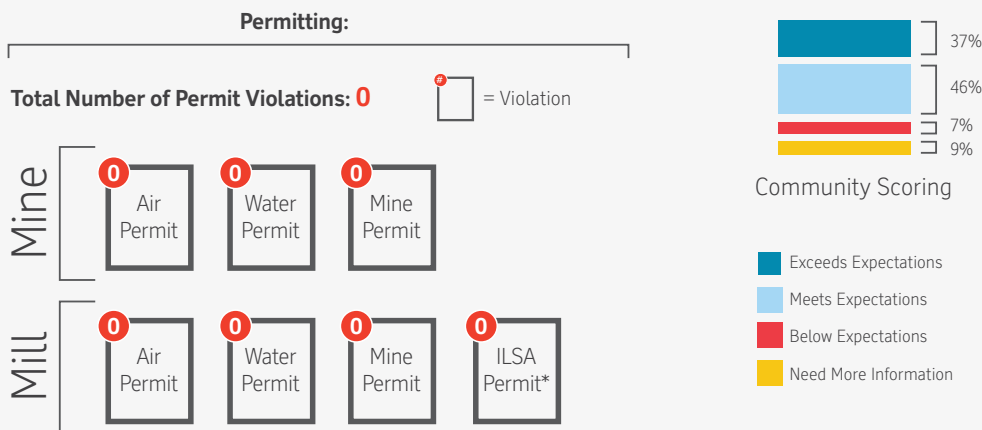 Permitting:
Total Number of Permit Violations: 0
# = Violation
Mine
0 0 0
Air Water Mine
Permit Permit Permit
Mill
0 0 0 0
Air Water Mine ILSA
Permit Permit Permit Permit*
37%
46%
7%
9%
Community Scoring
Exceeds Expectations
Meets Expectations
Below Expectations
Need More Information